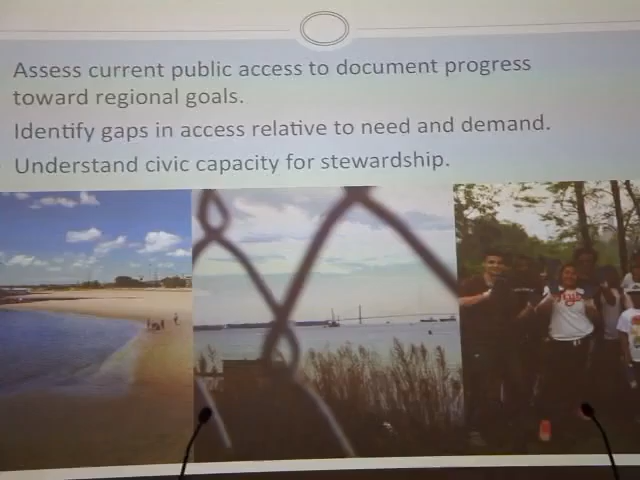 Assess current public access to document progress
toward regional goals.
Identify gaps in access relative to need and demand.
Understand civic capacity for stewardship.